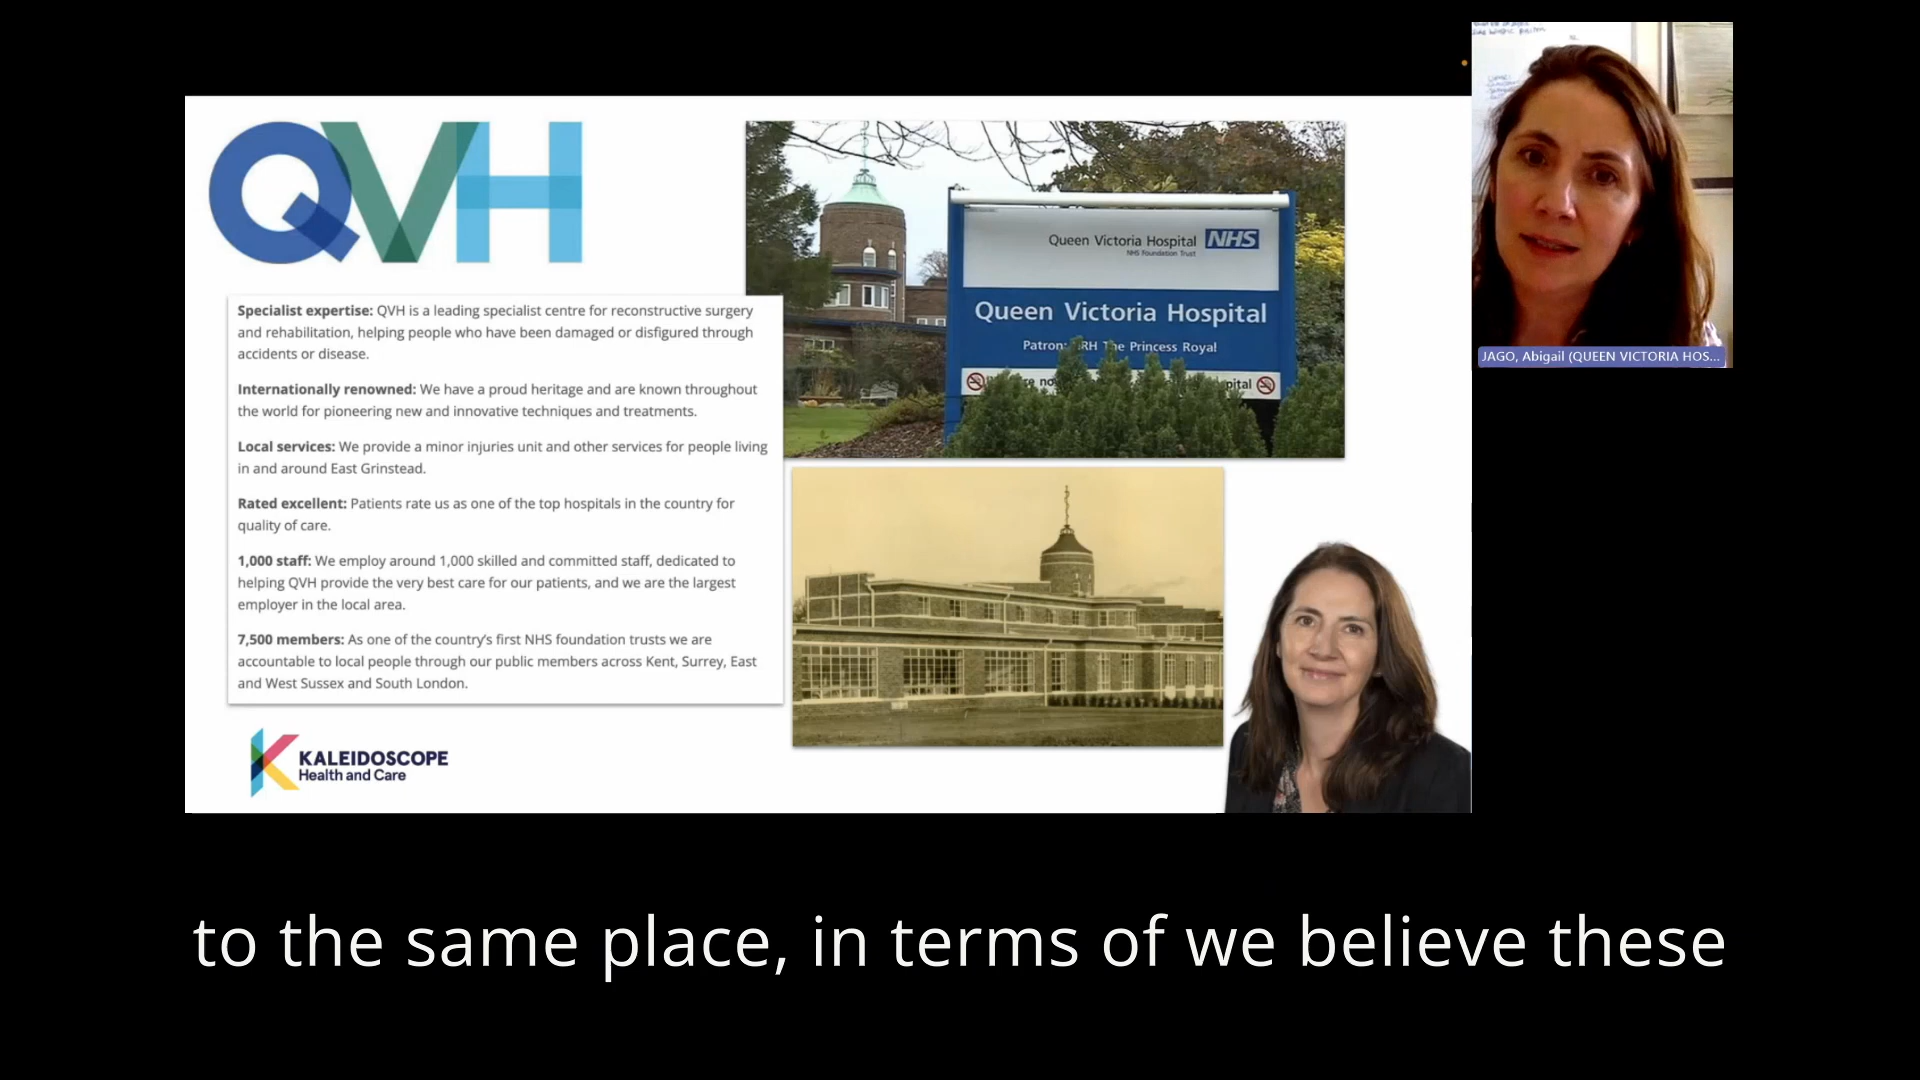 QVH
Specialist expertise: QVH is a leading specialist centre for reconstructive surgery
and rehabilitation, helping people who have been damaged or disfigured through
accidents or disease.
Internationally renowned: We have a proud heritage and are known throughout
the world for pioneering new and innovative techniques and treatments.
Local services: We provide a minor injuries unit and other services for people living
in and around East Grinstead.
Rated excellent: Patients rate us as one of the top hospitals in the country for
quality of care.
1,000 staff: We employ around 1,000 skilled and committed staff, dedicated to
helping QVH provide the very best care for our patients, and we are the largest
employer in the local area.
7,500 members: As one of the country's first NHS foundation trusts we are
accountable to local people through our public members across Kent, Surrey, East
and West Sussex and South London.
KALEIDOSCOPE
Health and Care
Queen Victoria Hospital NHS
NHS Foundation Trust
Queen Victoria Hospital
Patron: The Princess Royal
JAGO, Abigail (QUEEN VICTORIA HOS...
to the same place, in terms of we believe these